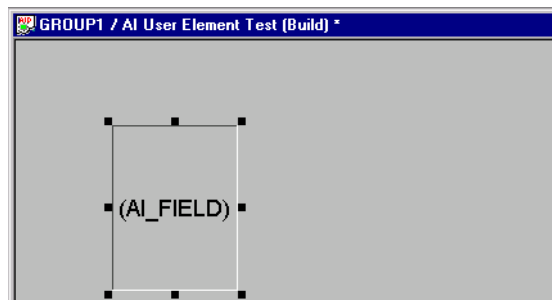 GROUP1 / AI User Element Test (Build) *
(AI_FIELD)